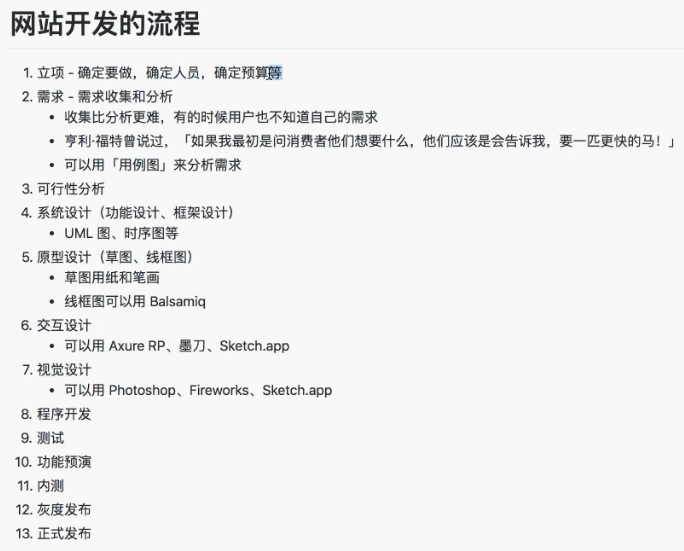 网站开发的流程
1. 立项 - 确定要做，确定人员，确定预算等
2. 需求 - 需求收集和分析
• 收集比分析更难，有的时候用户也不知道自己的需求
• 亨利·福特曾说过，「如果我最初是问消费者他们想要什么，他们应该是会告诉我，要一匹更快的马！」
• 可以用「用例图」来分析需求
3. 可行性分析
4. 系统设计（功能设计、框架设计）
• UML 图、时序图等
5. 原型设计（草图、线框图）
• 草图用纸和笔画
• 线框图可以用 Balsamiq
6. 交互设计
• 可以用 Axure RP、墨刀、Sketch.app
7. 视觉设计
• 可以用 Photoshop、Fireworks、Sketch.app
8. 程序开发
9. 测试
10. 功能预演
11. 内测
12. 灰度发布
13. 正式发布